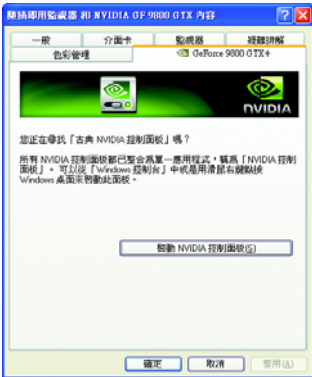 隨插即用監視器 和 NVIDIA GF 9800 GTX 內容
一般
介面卡
監視器
疑難排解
色彩管理
GeForce 9800 GTX+
NVIDIA
您正在尋找「古典 NVIDIA 控制面板」嗎？
所有 NVIDIA 控制面板都已整合為單一應用程式，稱為「NVIDIA 控制
面板」。可以從「Windows 控制台」中或是用滑鼠右鍵點按
Windows 桌面來啟動此面板。
啟動 NVIDIA 控制面板(S)
確定
取消
套用(A)